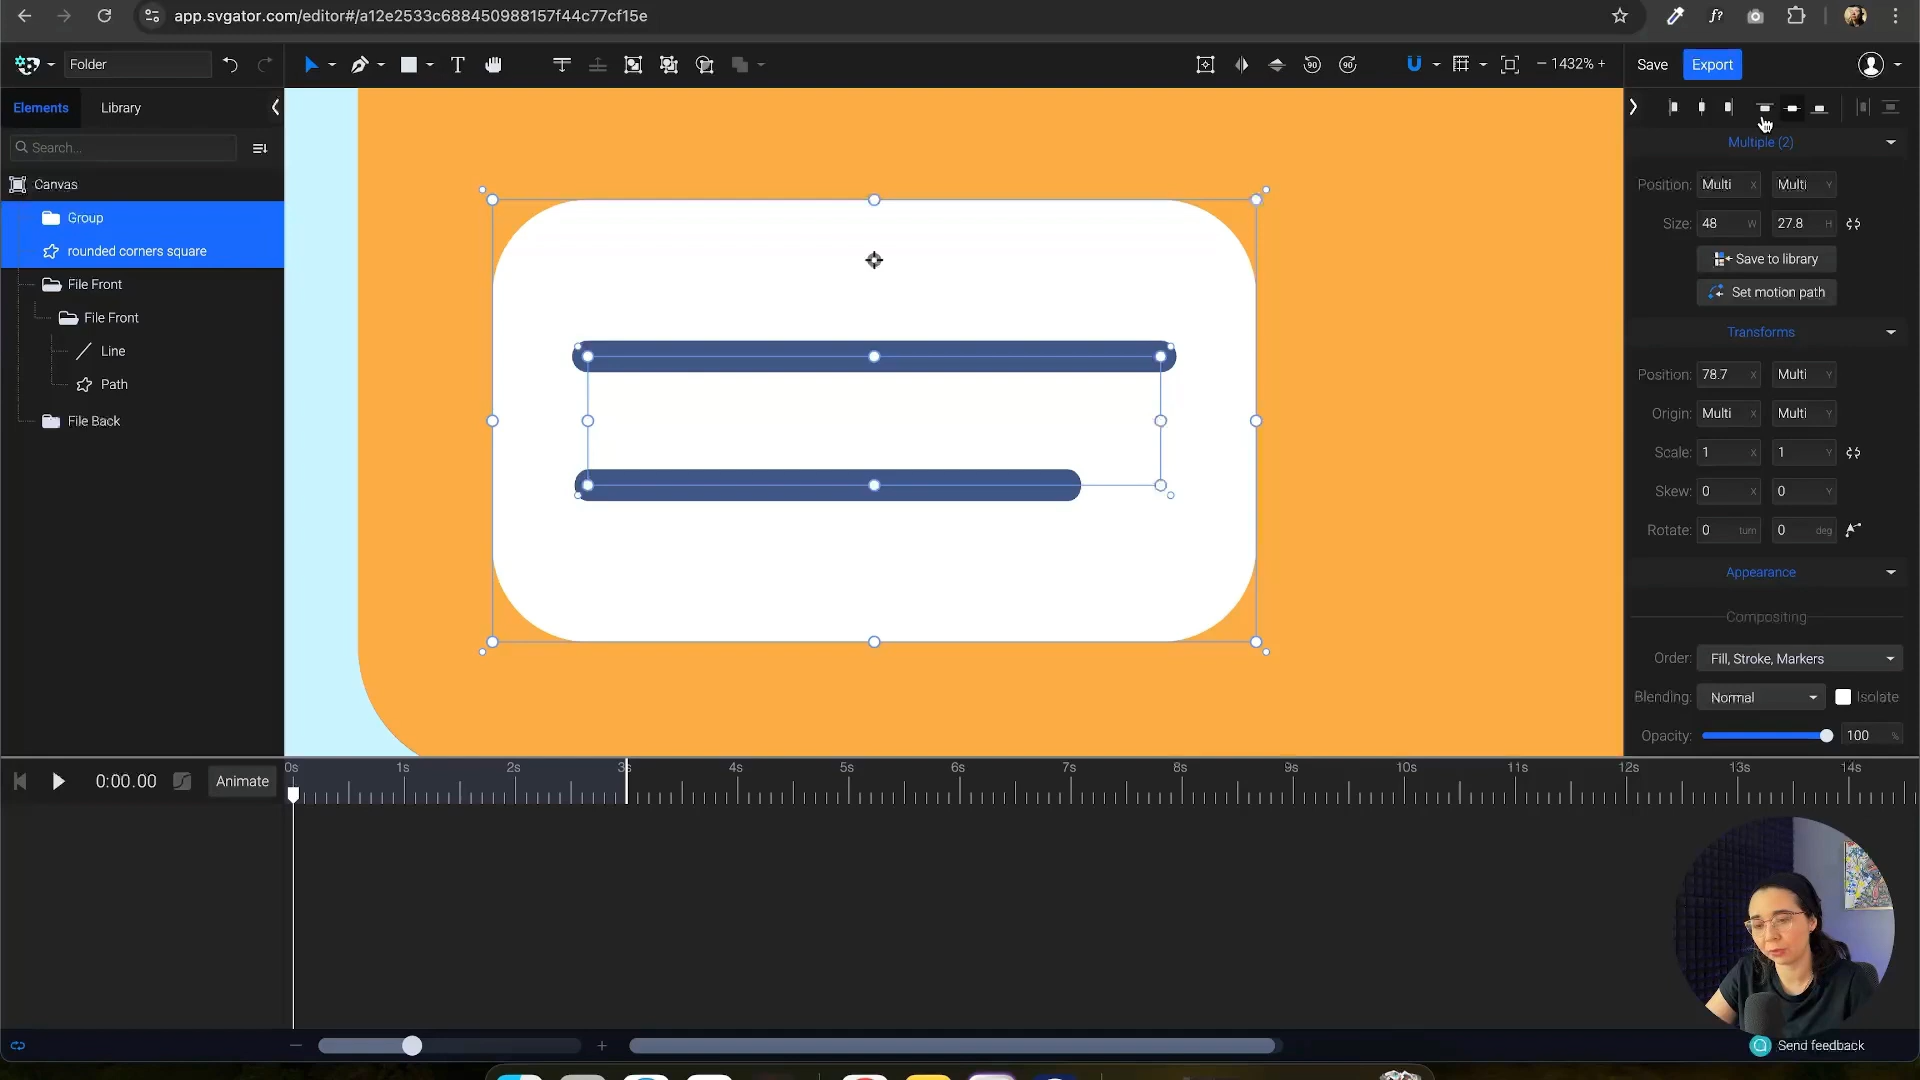 app.svgator.com/editor#/a12e2533c688450988157f44c77cf15e
Folder
1432%
Save
Export
Elements
Library
Search...
Canvas
Group
rounded corners square
File Front
File Front
Line
Path
File Back
Multiple (2)
Position: Multi X Multi Y
Size: 48 W 27.8 H
Save to library
Set motion path
Transforms
Position: 78.7 X Multi Y
Origin: Multi X Multi Y
Scale: 1 X 1 Y
Skew: 0 X 0 Y
Rotate: 0 turn 0 deg
Appearance
Compositing
Order: Fill, Stroke, Markers
Blending: Normal Isolate
Opacity: 100 %
0:00.00
Animate
0s 1s 2s 3s 4s 5s 6s 7s 8s 9s 10s 11s 12s 13s 14s
Send feedback